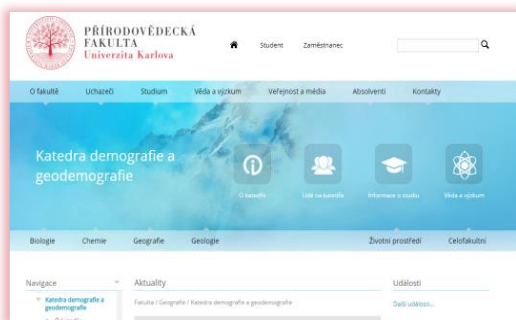 PŘÍRODOVĚDECKÁ
FAKULTA
Univerzita Karlova
Student Zaměstnanec
O fakultě Uchazeči Studium Věda a výzkum Veřejnost a média Absolventi Kontakty
Katedra demografie a
geodemografie
O katedře Lidé na katedře Informace o studiu Věda a výzkum
Biologie Chemie Geografie Geologie Životní prostředí Celofakultní
Navigace Aktuality Události
Katedra demografie a
geodemografie
Fakulta / Geografie / Katedra demografie a geodemografie
Další události...